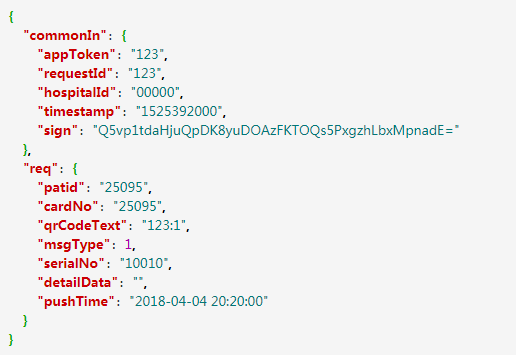 {
"commonIn": {
"appToken": "123",
"requestId": "123",
"hospitalId": "00000",
"timestamp": "1525392000",
"sign": "Q5vp1tdaHjuQpDK8yuDOAzFKTOQs5PxgzhLbxMpnadE="
},
"req": {
"patid": "25095",
"cardNo": "25095",
"qrCodeText": "123:1",
"msgType": 1,
"serialNo": "10010",
"detailData": "",
"pushTime": "2018-04-04 20:20:00"
}
}